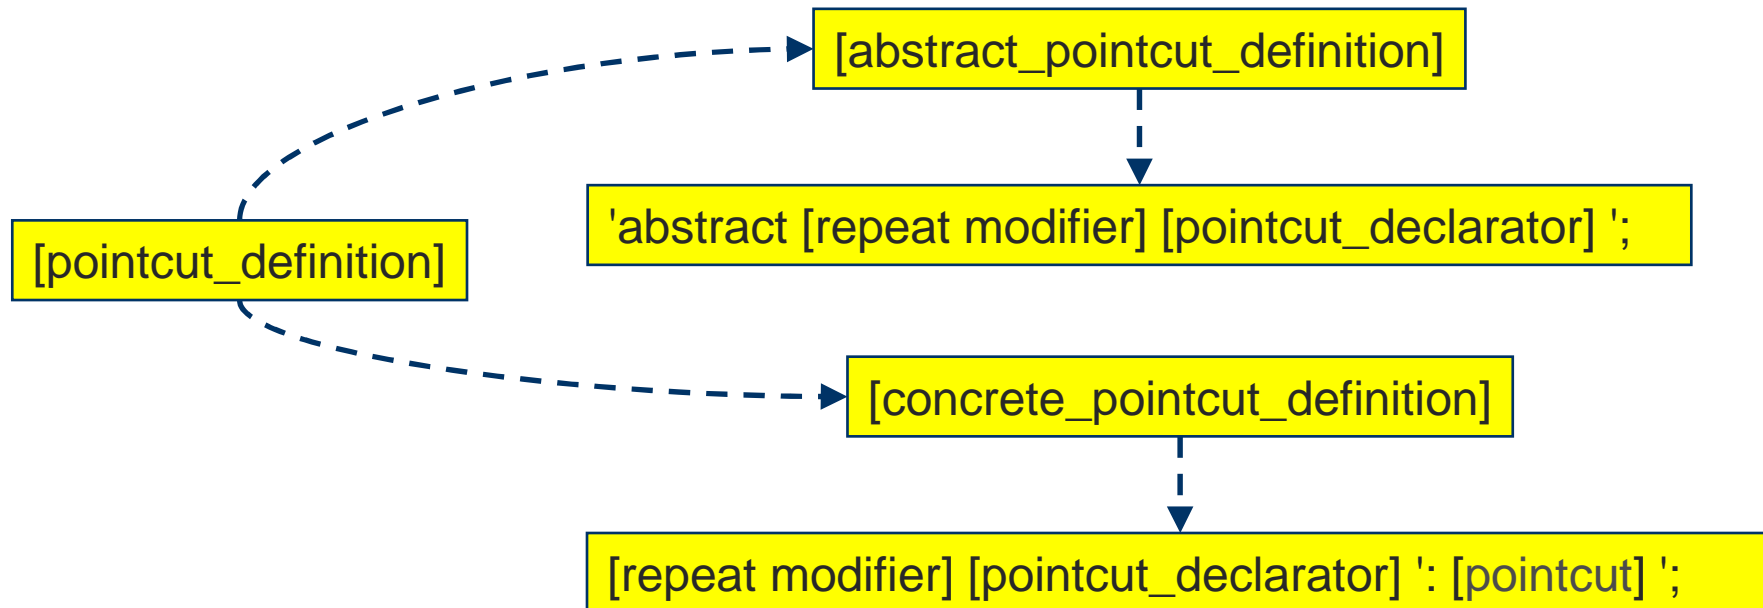 [abstract_pointcut_definition]
'abstract [repeat modifier] [pointcut_declarator] ';
[pointcut_definition]
[concrete_pointcut_definition]
[repeat modifier] [pointcut_declarator] ': [pointcut] ';